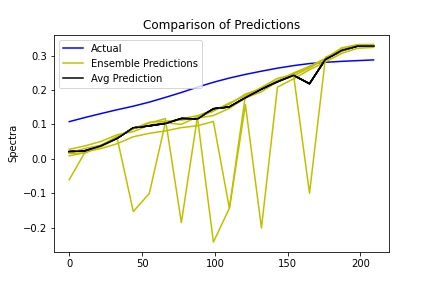 Comparison of Predictions
Actual
Ensemble Predictions
Avg Prediction
Spectra
0.3
0.2
0.1
0.0
−0.1
−0.2
0 50 100 150 200